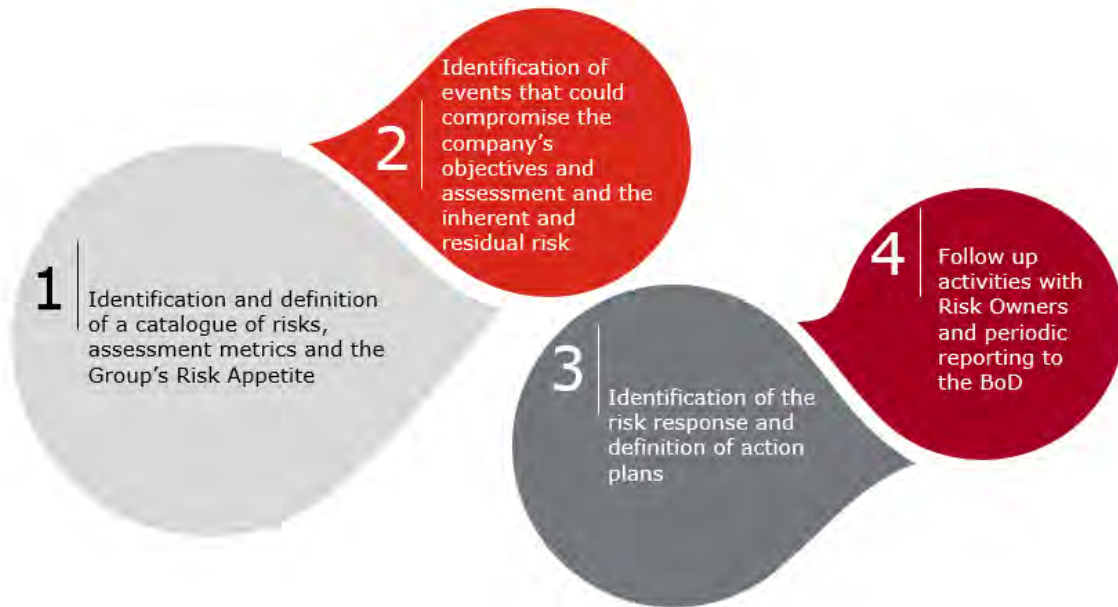 1
Identification and definition
of a catalogue of risks,
assessment metrics and the
Group's Risk Appetite
2
Identification of
events that could
compromise the
company's
objectives and
assessment and the
inherent and
residual risk
3
Identification of the
risk response and
definition of action
plans
4
Follow up
activities with
Risk Owners
and periodic
reporting to
the BoD